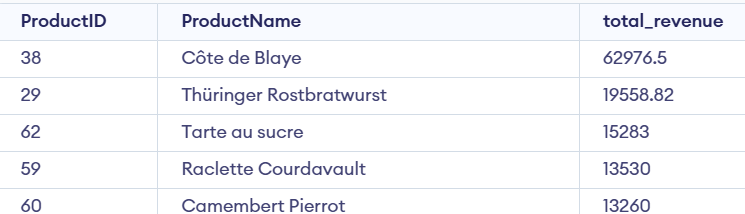 ProductID ProductName total_revenue
38 Côte de Blaye 62976.5
29 Thüringer Rostbratwurst 19558.82
62 Tarte au sucre 15283
59 Raclette Courdavault 13530
60 Camembert Pierrot 13260